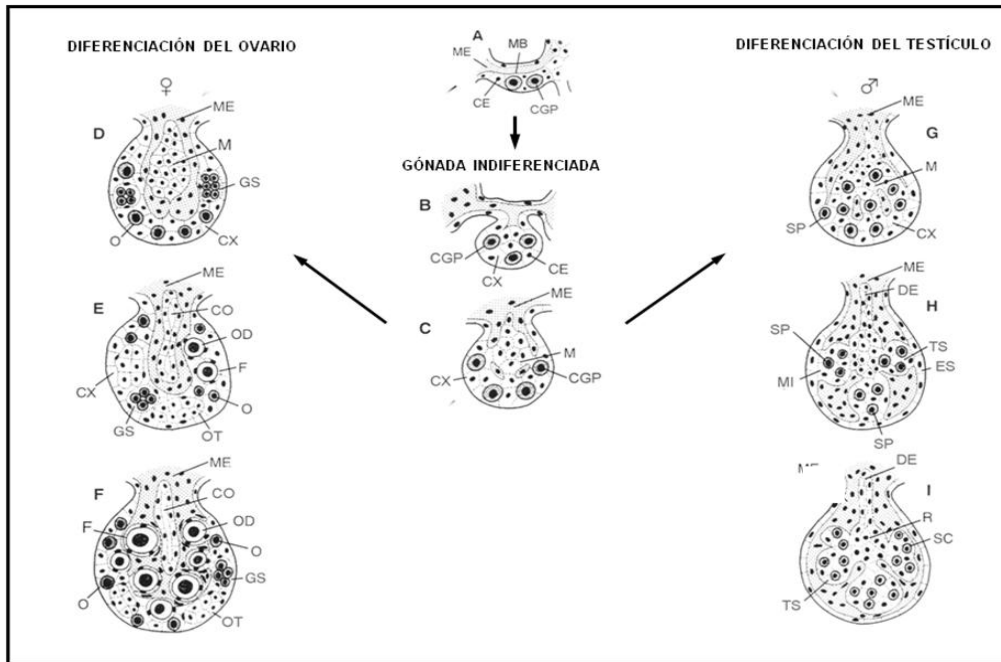 DIFERENCIACIÓN DEL OVARIO
♀
D
ME
M
GS
O
CX
E
ME
CO
OD
F
CX
O
GS
OT
F
ME
CO
F
OD
O
GS
O
OT
A
MB
ME
CE
CGP
GÓNADA INDIFERENCIADA
B
CGP
CX
CE
ME
C
M
CX
CGP
DIFERENCIACIÓN DEL TESTÍCULO
♂
ME
G
M
SP
CX
ME
DE
H
SP
TS
ES
MI
SP
DE
I
R
SC
TS